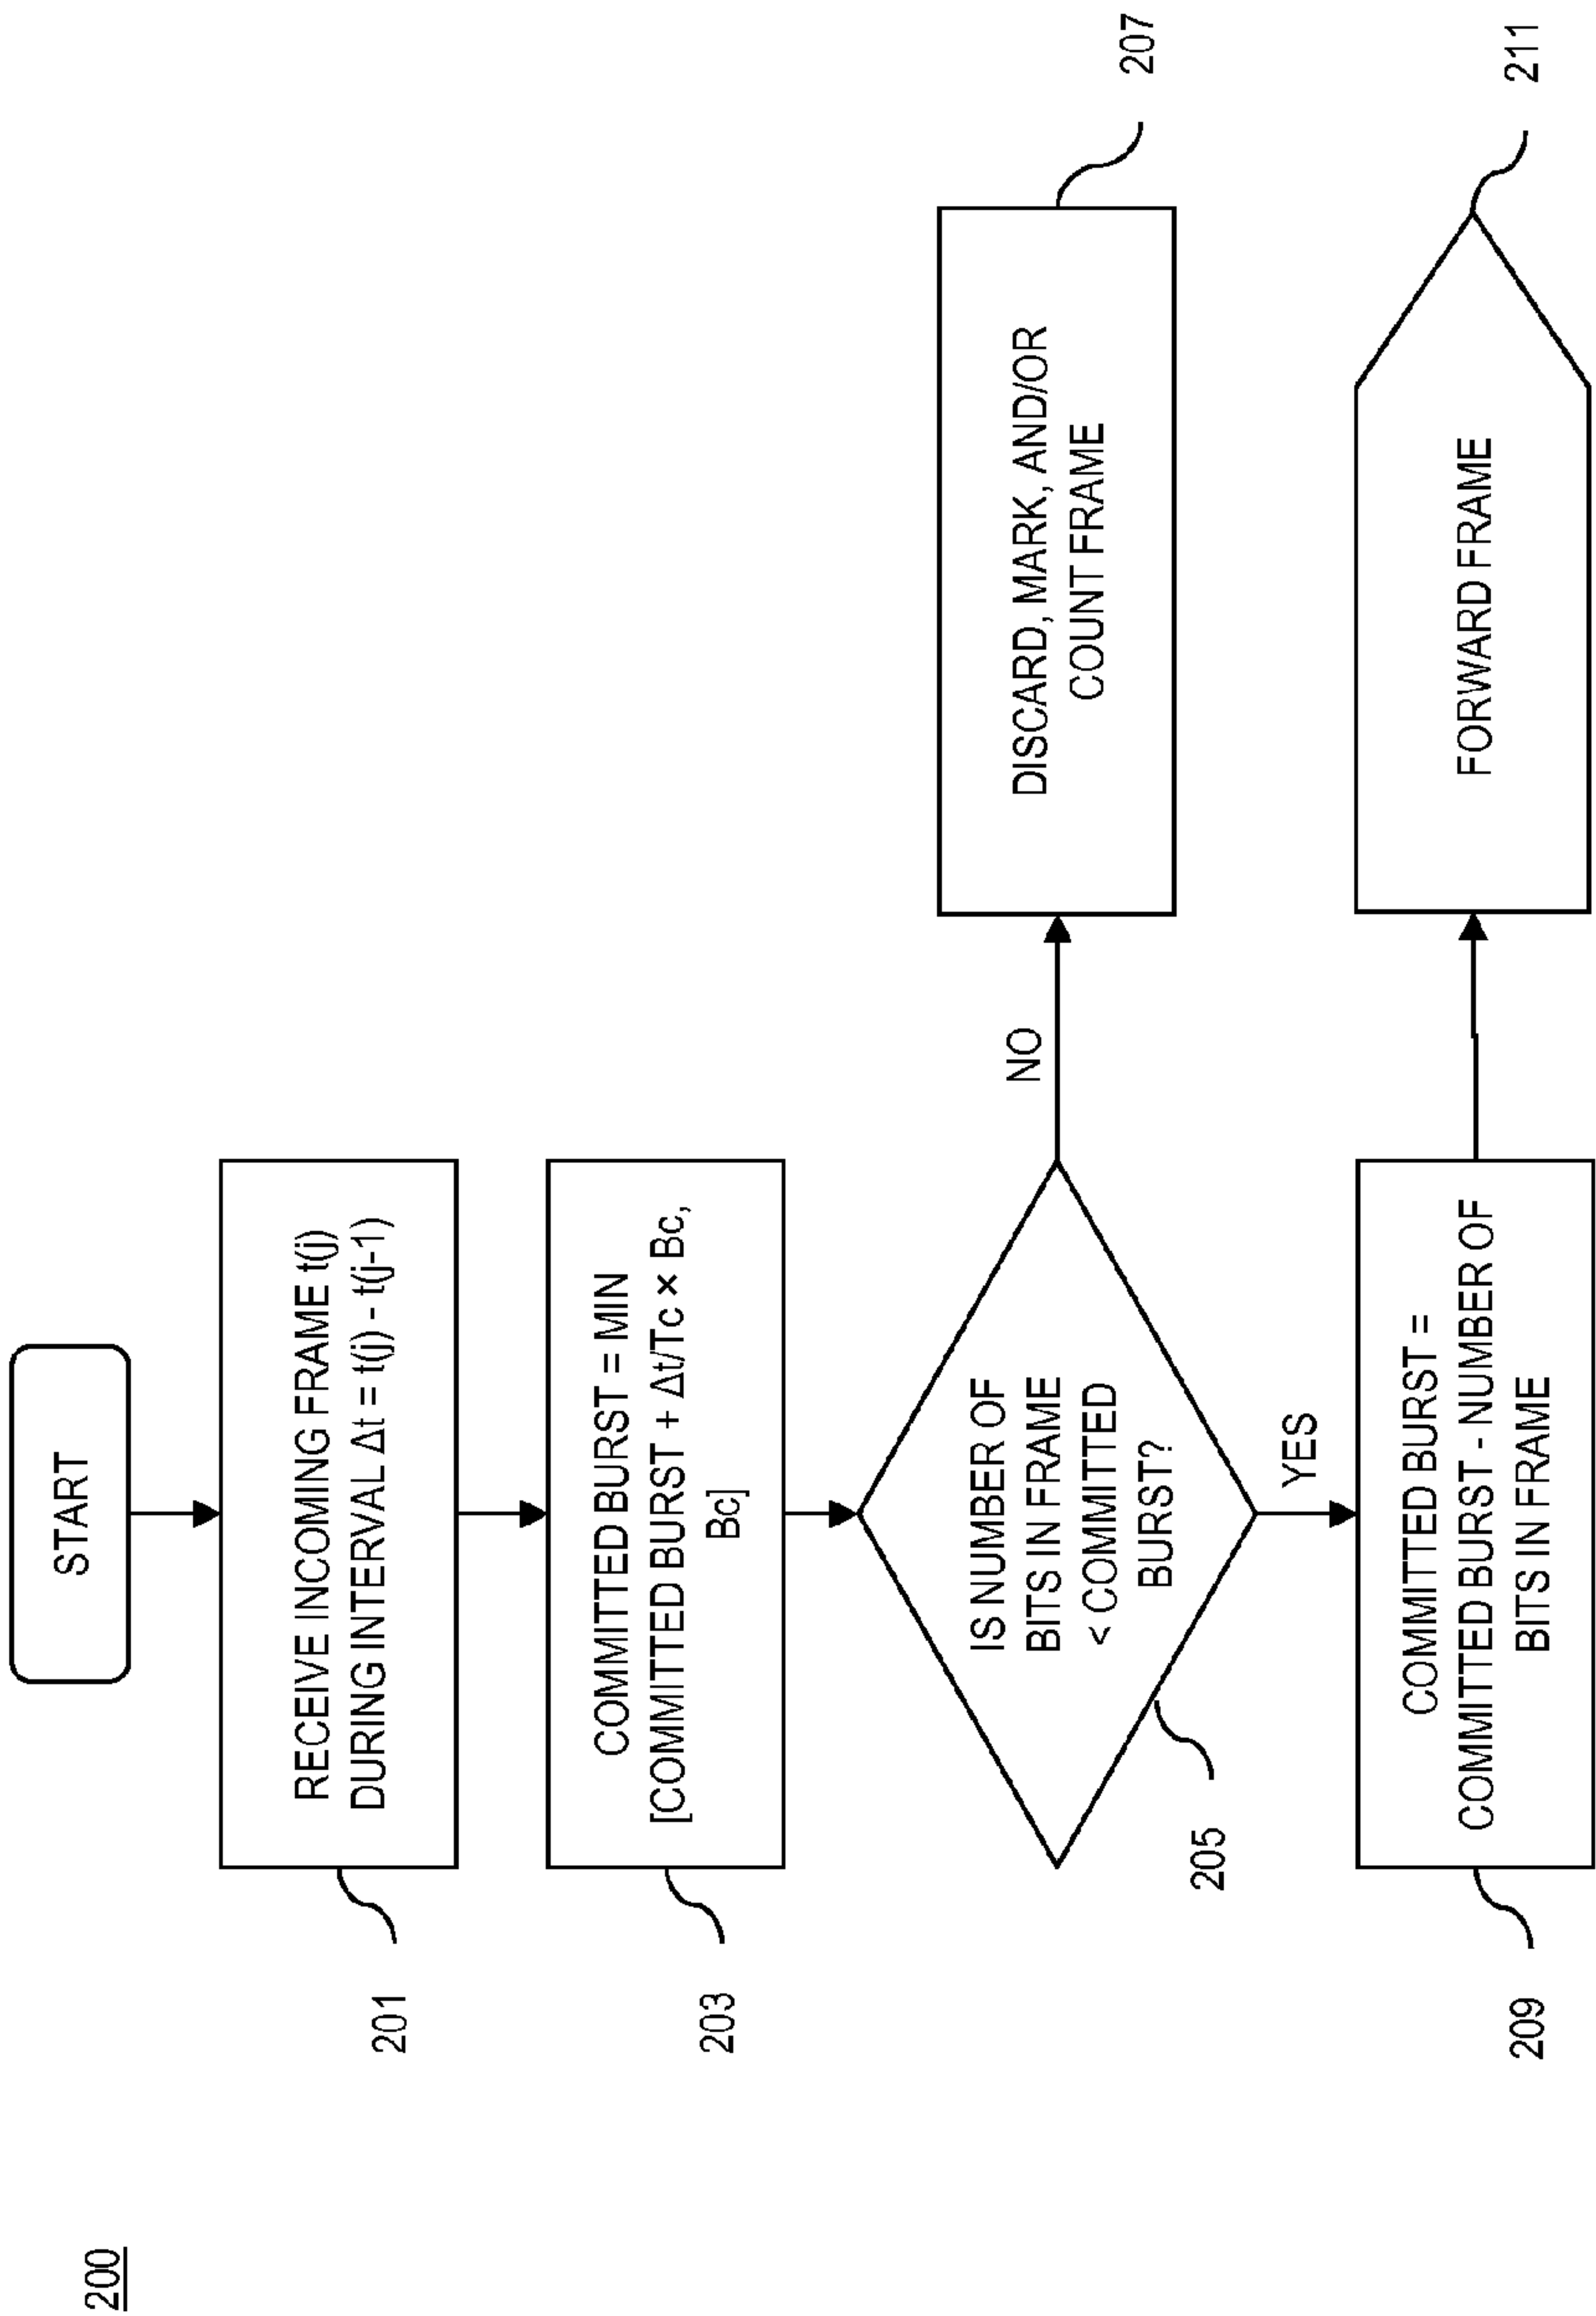 200
START
RECEIVE INCOMING FRAME t(j)
DURING INTERVAL Δt = t(j) - t(j-1)
201
COMMITTED BURST = MIN
[COMMITTED BURST + Δt/Tc × Bc,
Bc]
203
IS NUMBER OF
BITS IN FRAME
< COMMITTED
BURST?
205
NO
DISCARD, MARK, AND/OR
COUNT FRAME
207
YES
COMMITTED BURST =
COMMITTED BURST - NUMBER OF
BITS IN FRAME
209
FORWARD FRAME
211